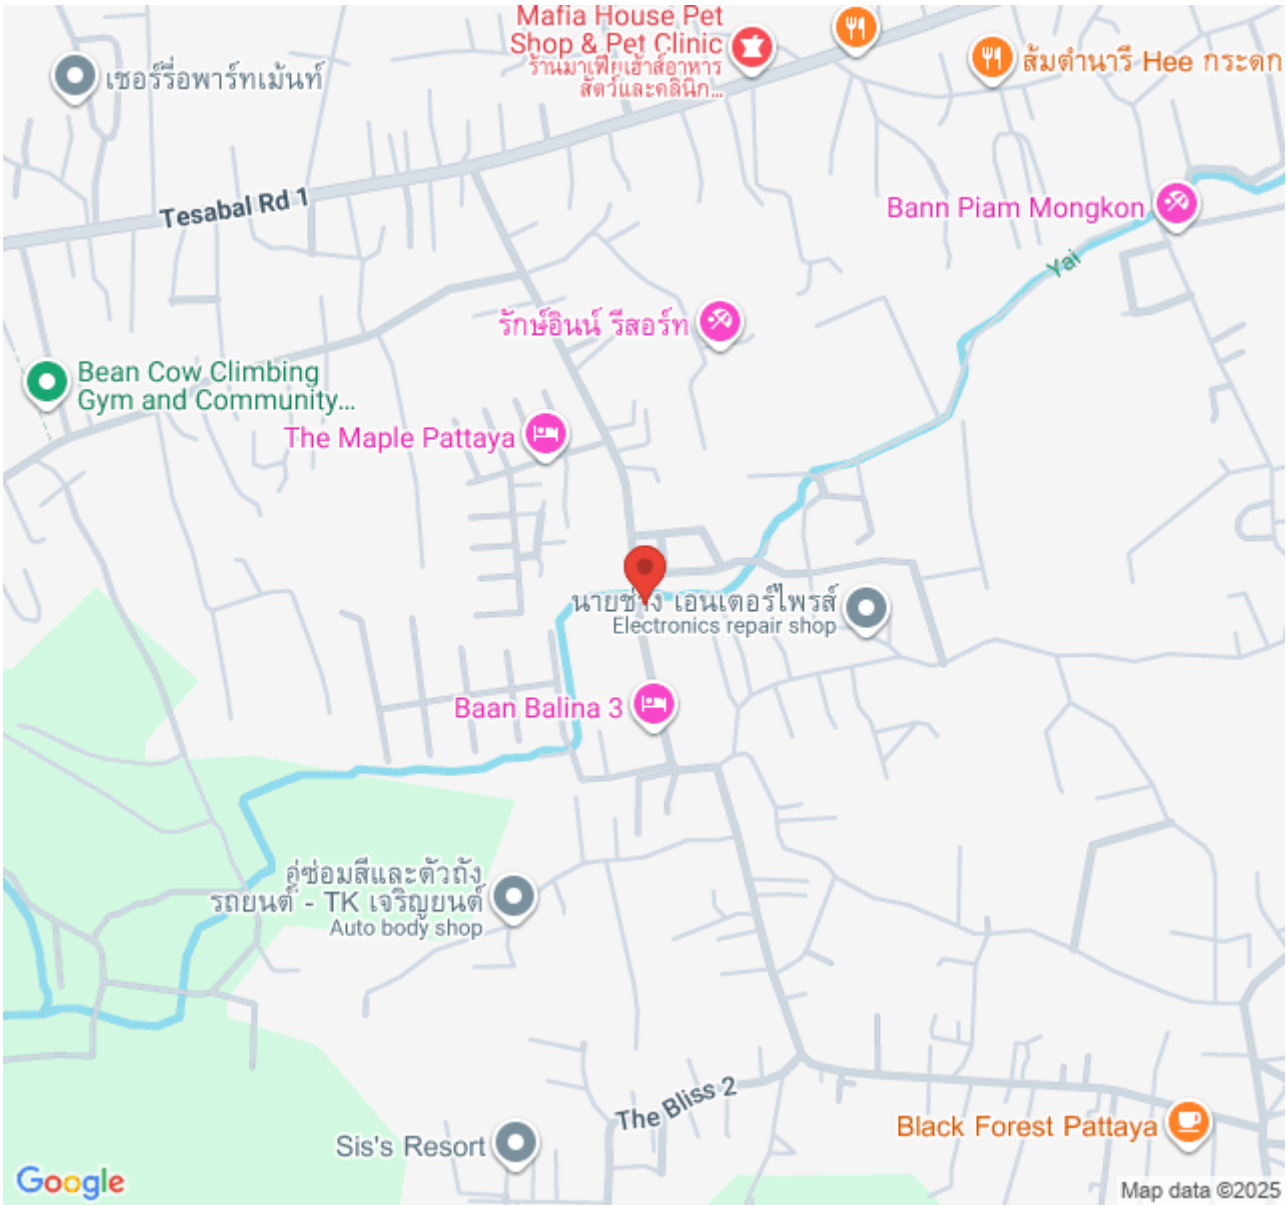 Mafia House Pet
Shop & Pet Clinic
ร้านมาเฟียเฮ้าส์อาหาร
สัตว์และคลินิก...
ส้มตำนารี Hee กระดก
เชอร์รี่อพาร์ทเม้นท์
Tesabal Rd 1
Bann Piam Mongkon
Yai
รักษ์อินน์ รีสอร์ท
Bean Cow Climbing
Gym and Community...
The Maple Pattaya
นายช่าง เอนเตอร์ไพรส์
Electronics repair shop
Baan Balina 3
อู่ซ่อมสีและตัวถัง
รถยนต์ - TK เจริญยนต์
Auto body shop
The Bliss 2
Black Forest Pattaya
Sis's Resort
Google
Map data ©2025